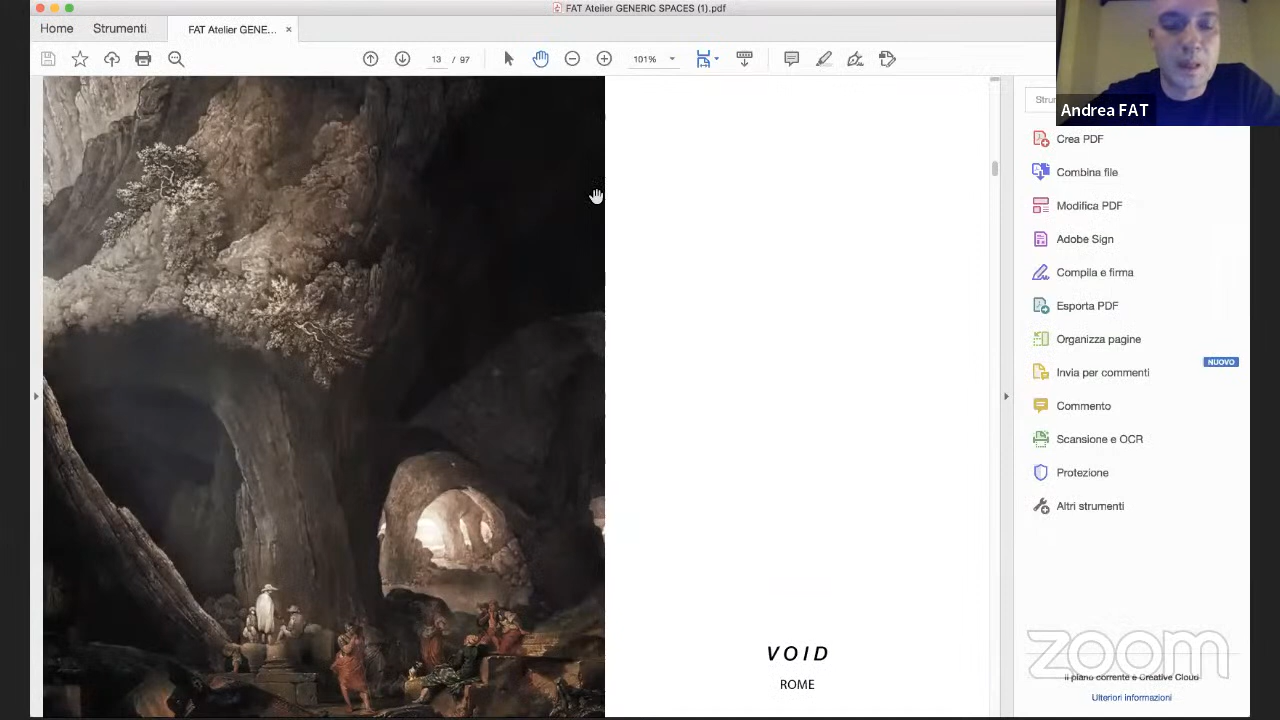 FAT Atelier GENERIC SPACES (1).pdf
Home
Strumenti
FAT Atelier GENE...
13 / 97
101%
Andrea FAT
Crea PDF
Combina file
Modifica PDF
Adobe Sign
Compila e firma
Esporta PDF
Organizza pagine
NUOVO
Invia per commenti
Commento
Scansione e OCR
Protezione
Altri strumenti
VOID
ROME
zoom
il piano corrente e Creative Cloud
Ulteriori informazioni